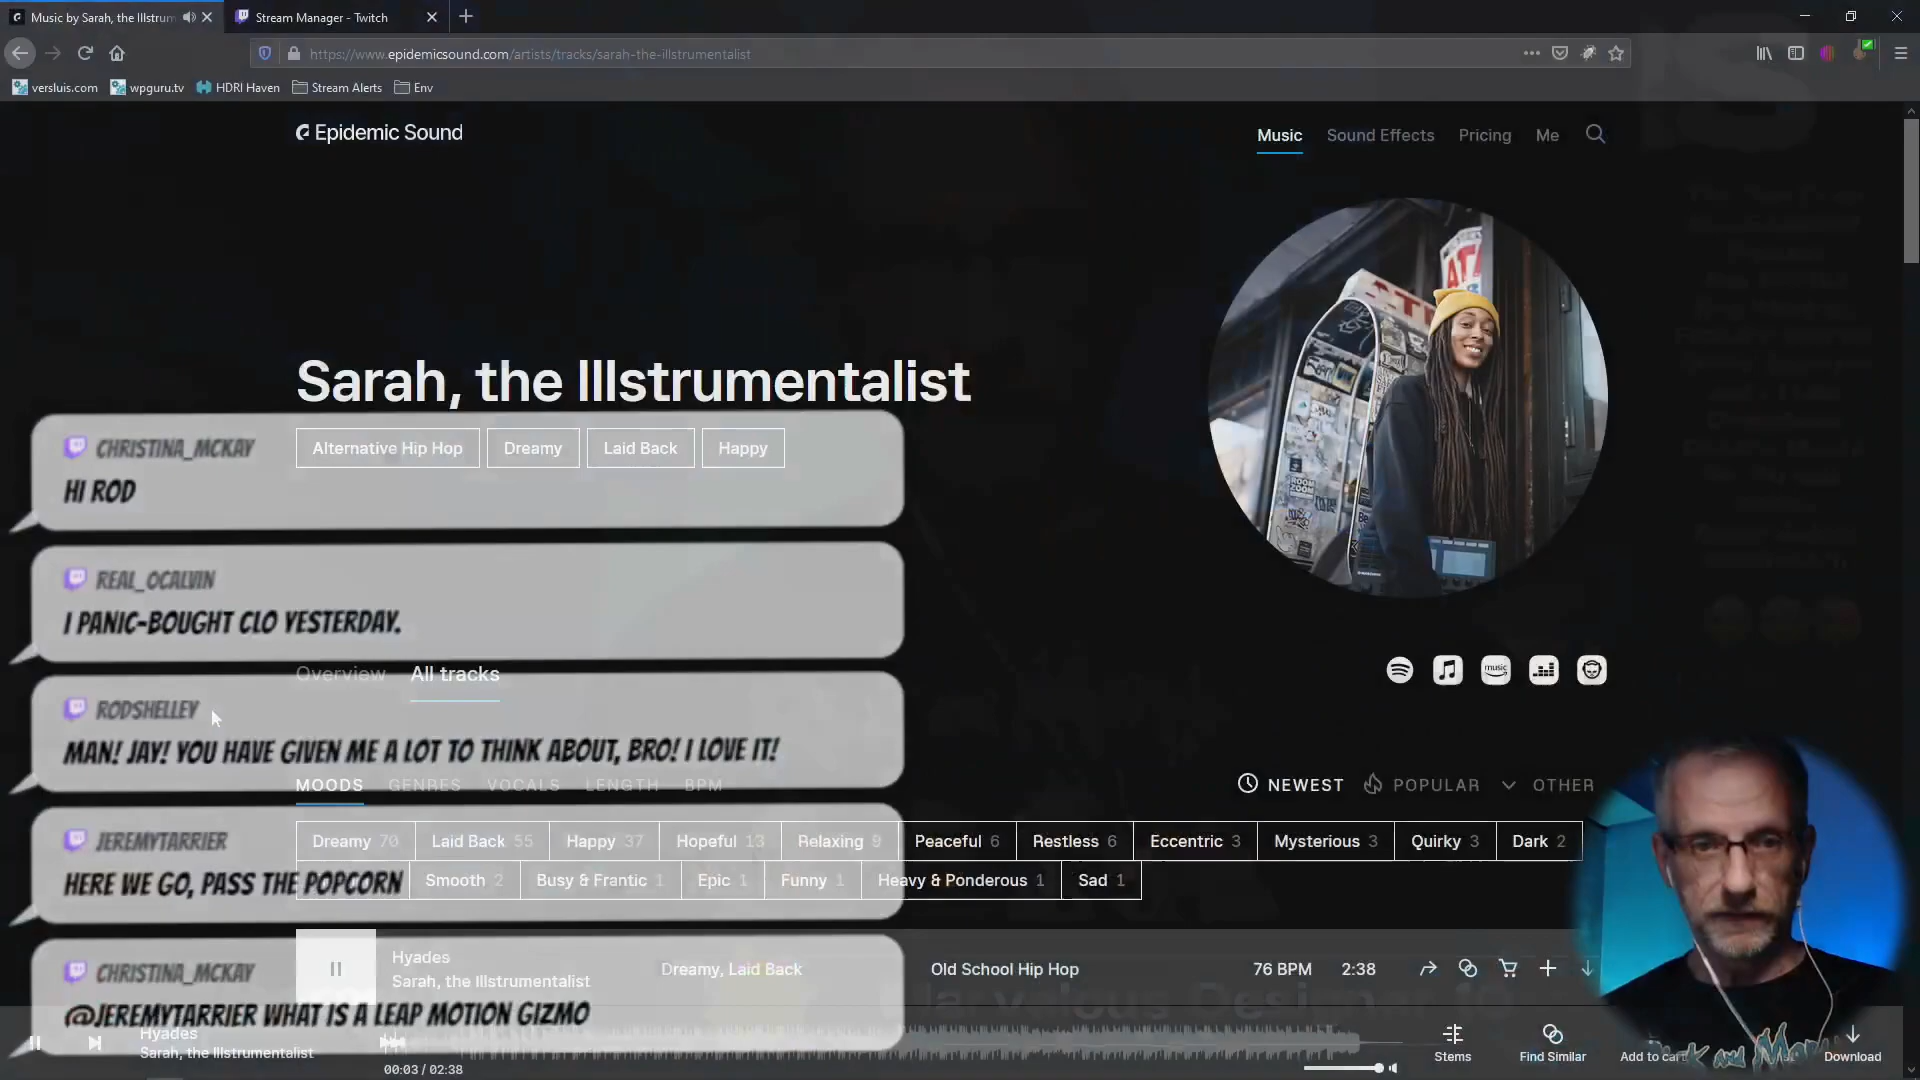 Music by Sarah, the Illstrum
Stream Manager - Twitch
https://www.epidemicsound.com/artists/tracks/sarah-the-illstrumentalist
versluis.com
wpguru.tv
HDRI Haven
Stream Alerts
Env
Epidemic Sound
Music
Sound Effects
Pricing
Me
Sarah, the Illstrumentalist
CHRISTINA_MCKAY
Alternative Hip Hop
Dreamy
Laid Back
Happy
HI ROD
REAL_OCALVIN
I PANIC-BOUGHT CLO YESTERDAY.
Overview
All tracks
music
RODSHELLEY
MAN! JAY! YOU HAVE GIVEN ME A LOT TO THINK ABOUT, BRO! I LOVE IT!
MOODS
GENRES
VOCALS
LENGTH
BPM
NEWEST
POPULAR
OTHER
JEREMYTARRIER
Dreamy 70
Laid Back 55
Happy 37
Hopeful 13
Relaxing 9
Peaceful 6
Restless 6
Eccentric 3
Mysterious 3
Quirky 3
Dark 2
HERE WE GO, PASS THE POPCORN
Smooth 2
Busy & Frantic 1
Epic 1
Funny 1
Heavy & Ponderous 1
Sad 1
CHRISTINA_MCKAY
Hyades
Sarah, the Illstrumentalist
Dreamy, Laid Back
Old School Hip Hop
76 BPM
2:38
@JEREMYTARRIER WHAT IS A LEAP MOTION GIZMO
Hyades
Sarah, the Illstrumentalist
00:03 / 02:38
Stems
Find Similar
Add to cart
Download